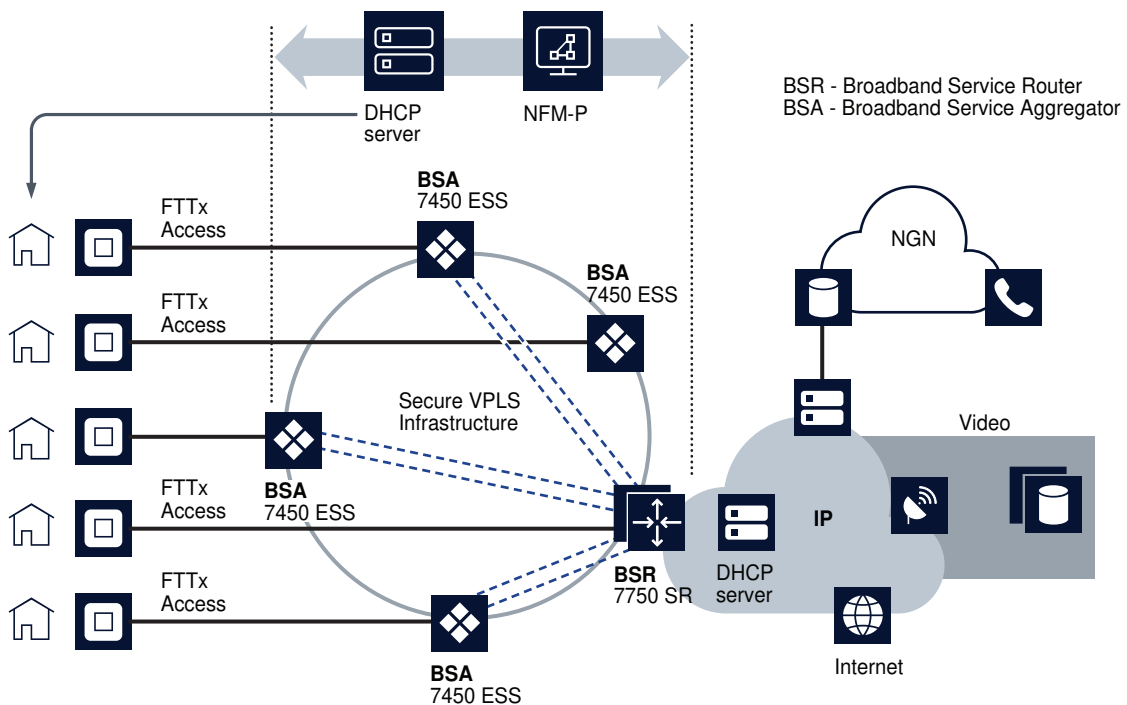 DHCP
server
NFM-P
BSR - Broadband Service Router
BSA - Broadband Service Aggregator
BSA
7450 ESS
FTTx
Access
NGN
BSA
7450 ESS
FTTx
Access
Secure VPLS
Infrastructure
Video
BSA
7450 ESS
FTTx
Access
IP
BSR
7750 SR
DHCP
server
FTTx
Access
Internet
BSA
7450 ESS